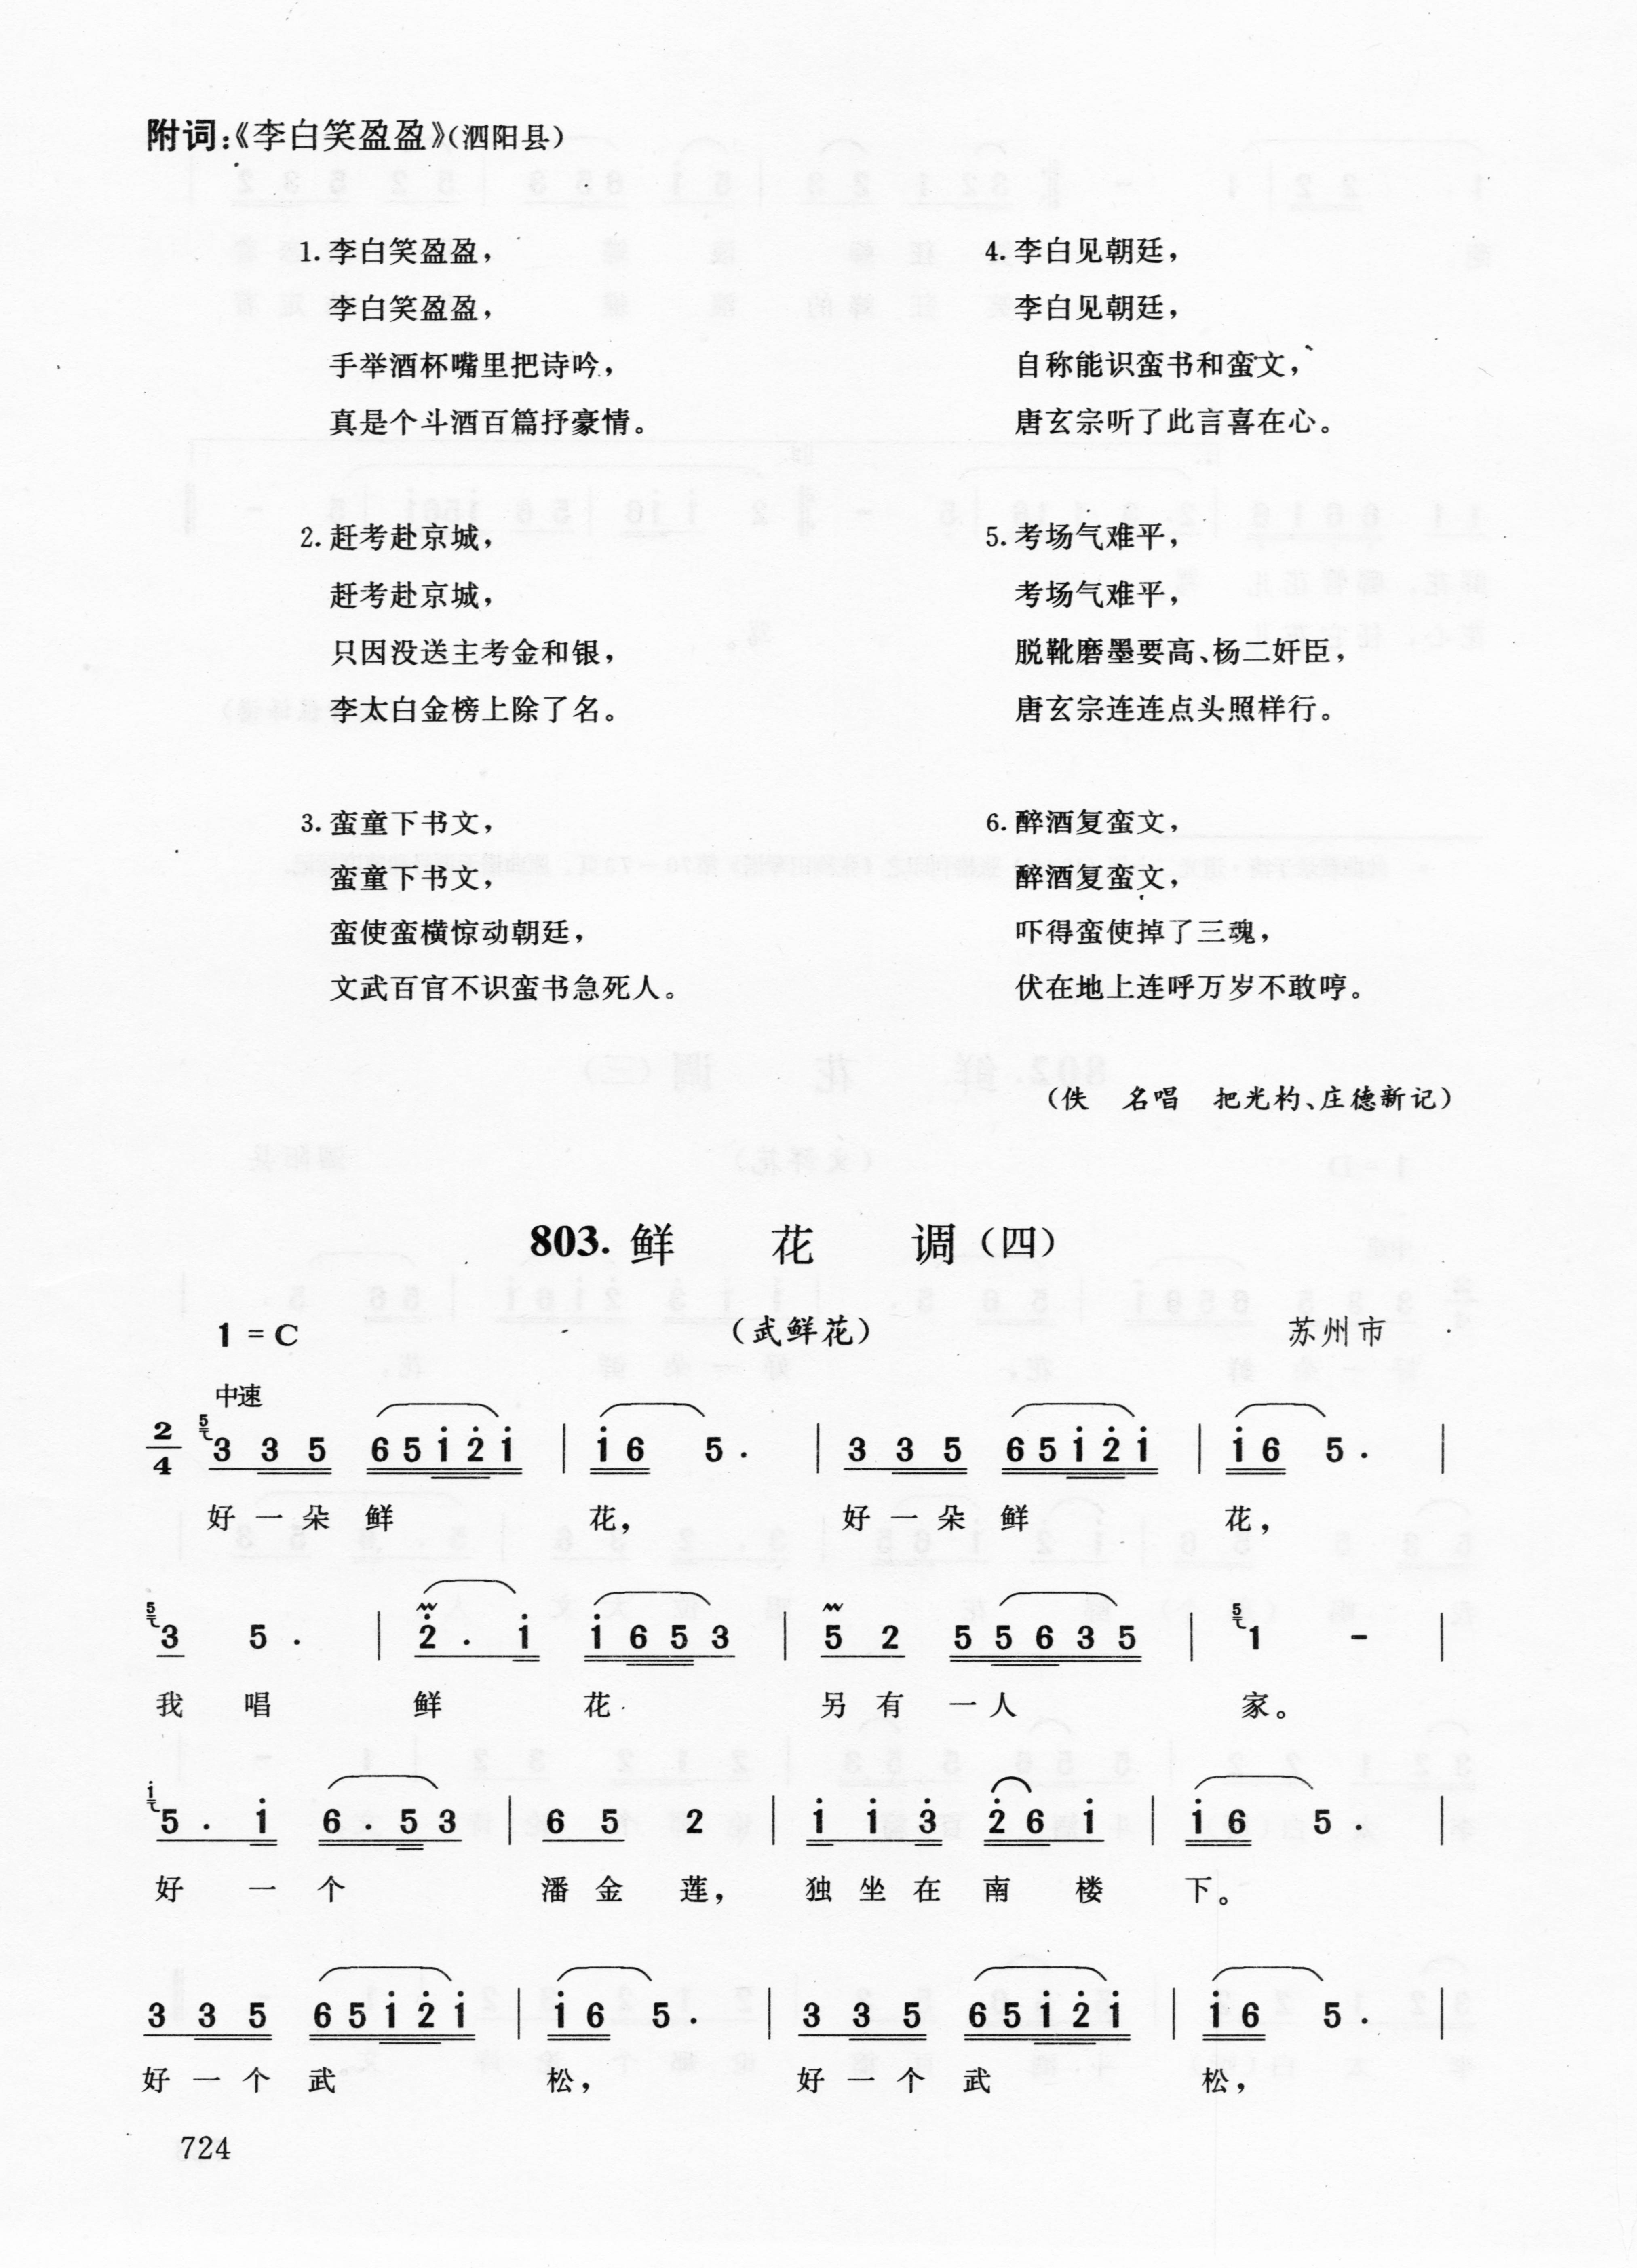 附词:《李白笑盈盈》(泗阳县)
1. 李白笑盈盈，
李白笑盈盈，
手举酒杯嘴里把诗吟，
真是个斗酒百篇抒豪情。
2. 赶考赴京城，
赶考赴京城，
只因没送主考金和银，
李太白金榜上除了名。
3. 蛮童下书文，
蛮童下书文，
蛮使蛮横惊动朝廷，
文武百官不识蛮书急死人。
4. 李白见朝廷，
李白见朝廷，
自称能识蛮书和蛮文，
唐玄宗听了此言喜在心。
5. 考场气难平，
考场气难平，
脱靴磨墨要高、杨二奸臣，
唐玄宗连连点头照样行。
6. 醉酒复蛮文，
醉酒复蛮文，
吓得蛮使掉了三魂，
伏在地上连呼万岁不敢哼。
(佚 名唱 把光杓、庄德新记)
803. 鲜 花 调(四)
1 = C (武鲜花) 苏州市
中速
2/4 5 3 3 5 6 5 i 2̇ i | i 6 5 . | 3 3 5 6 5 i 2̇ i | i 6 5 . |
好 一 朵 鲜 花， 好 一 朵 鲜 花，
5 3 5 . | 2̇ . i i 6 5 3 | 5 2 5 5 6 3 5 | 5 1 - |
我 唱 鲜 花 另 有 一 人 家。
i 5 . i 6 . 5 3 | 6 5 2 | i i 3̇ 2̇ 6 i | i 6 5 . |
好 一 个 潘 金 莲， 独 坐 在 南 楼 下。
3 3 5 6 5 i 2̇ i | i 6 5 . | 3 3 5 6 5 i 2̇ i | i 6 5 . |
好 一 个 武 松， 好 一 个 武 松，
724